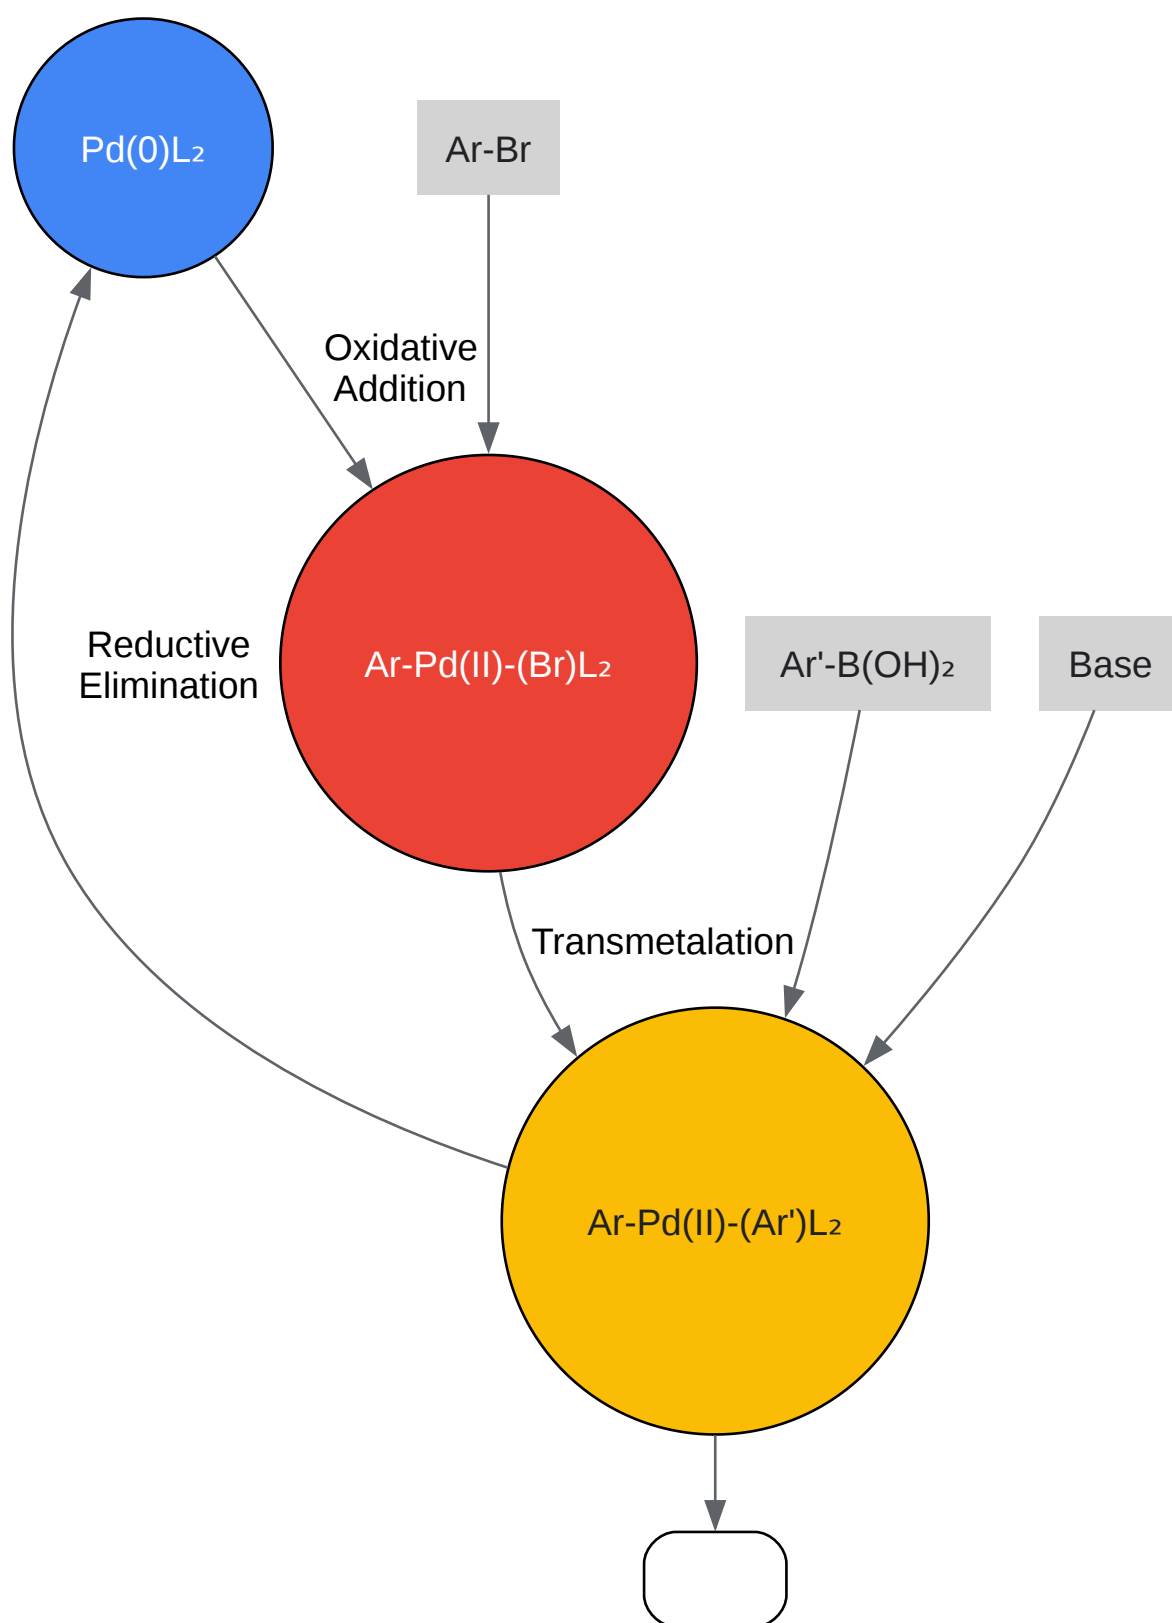 Pd(0)L₂
Ar-Br
Oxidative
Addition
Reductive
Elimination
Ar-Pd(II)-(Br)L₂
Ar'-B(OH)₂
Base
Transmetalation
Ar-Pd(II)-(Ar')L₂